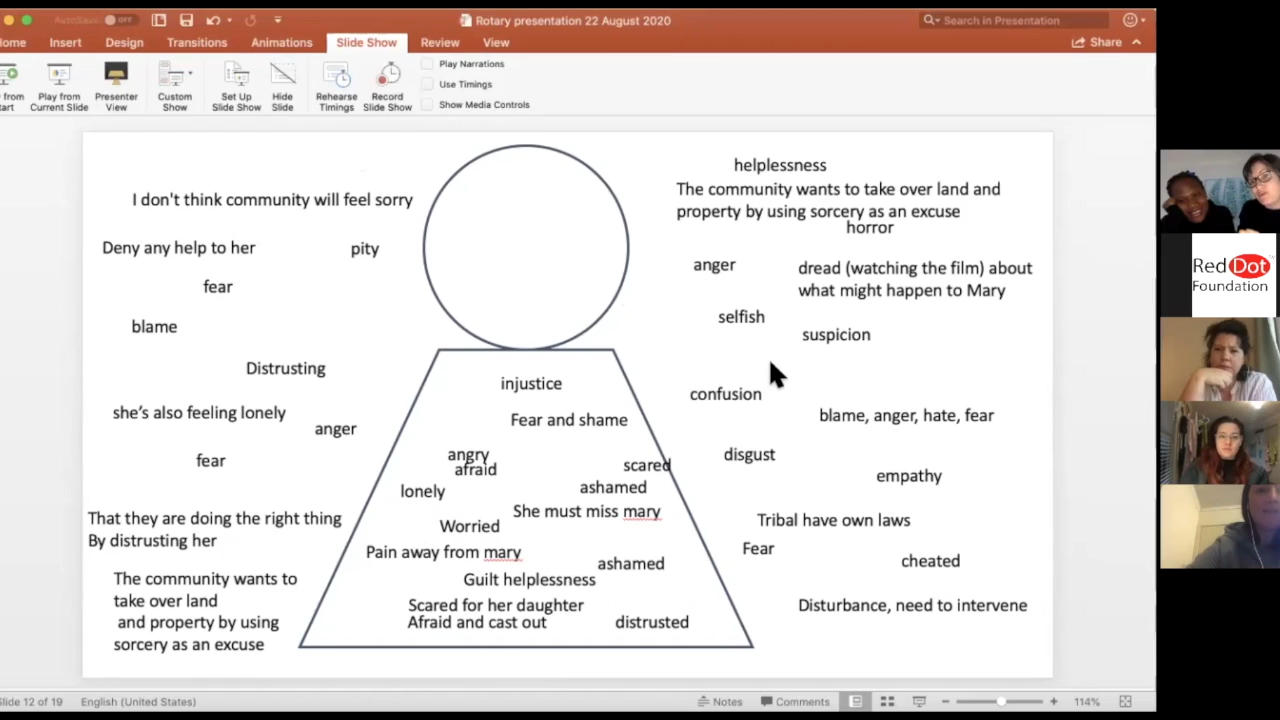 AutoSave OFF
Rotary presentation 22 August 2020
Search in Presentation
Home Insert Design Transitions Animations Slide Show Review View
Share
Play from Current Slide
Presenter View
Custom Show
Set Up Slide Show
Hide Slide
Rehearse Timings
Record Slide Show
Play Narrations
Use Timings
Show Media Controls
I don't think community will feel sorry
Deny any help to her
pity
fear
blame
Distrusting
she's also feeling lonely
anger
fear
That they are doing the right thing
By distrusting her
The community wants to
take over land
and property by using
sorcery as an excuse
injustice
Fear and shame
angry
afraid
scared
lonely
ashamed
She must miss mary
Worried
Pain away from mary
ashamed
Guilt helplessness
Scared for her daughter
Afraid and cast out
distrusted
helplessness
The community wants to take over land and
property by using sorcery as an excuse
horror
anger
dread (watching the film) about
what might happen to Mary
selfish
suspicion
confusion
blame, anger, hate, fear
disgust
empathy
Tribal have own laws
Fear
cheated
Disturbance, need to intervene
Red Dot
Foundation
Slide 12 of 19
English (United States)
Notes
Comments
114%